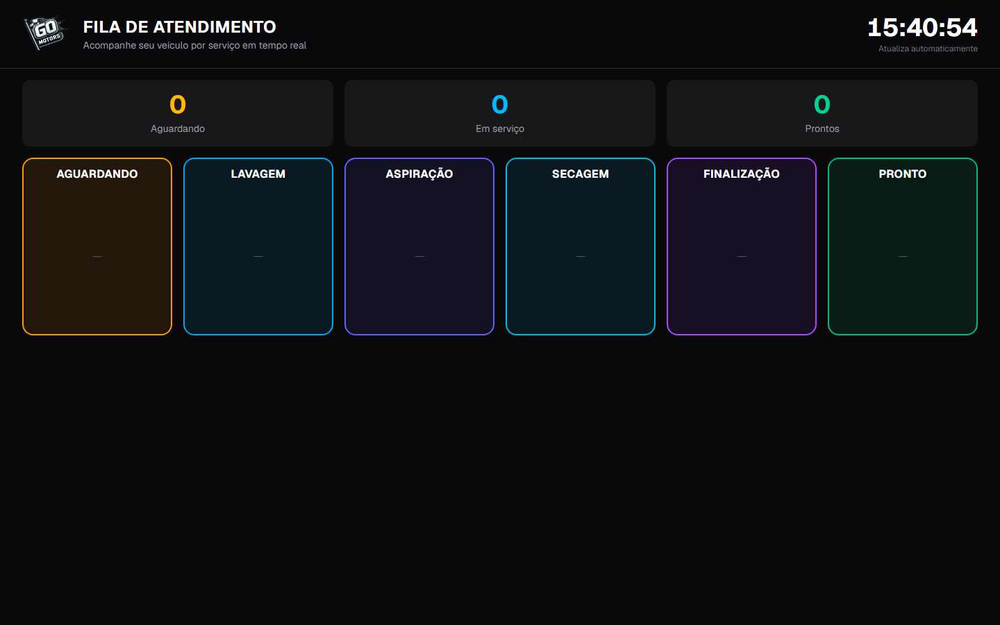 GO
MOTORS
FILA DE ATENDIMENTO
Acompanhe seu veículo por serviço em tempo real
15:40:54
Atualiza automaticamente
0
Aguardando
0
Em serviço
0
Prontos
AGUARDANDO
LAVAGEM
ASPIRAÇÃO
SECAGEM
FINALIZAÇÃO
PRONTO
—
—
—
—
—
—